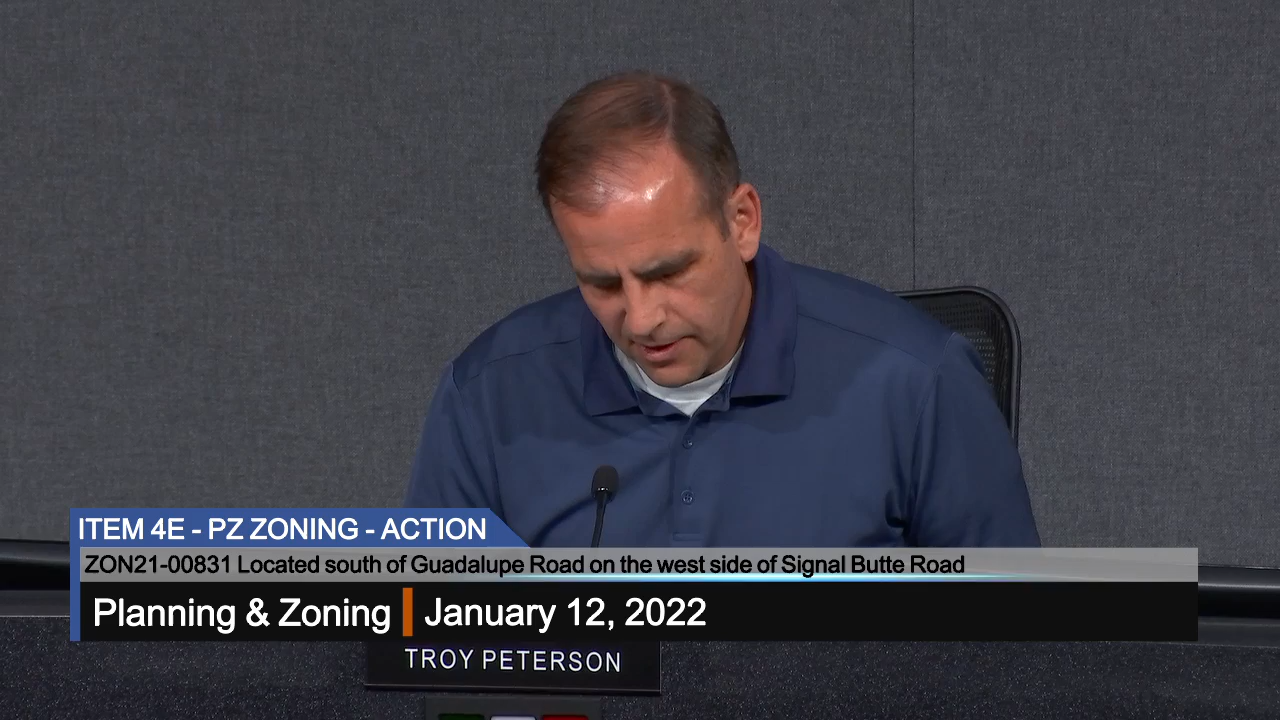 ITEM 4E - PZ ZONING - ACTION
ZON21-00831 Located south of Guadalupe Road on the west side of Signal Butte Road
Planning & Zoning January 12, 2022
TROY PETERSON